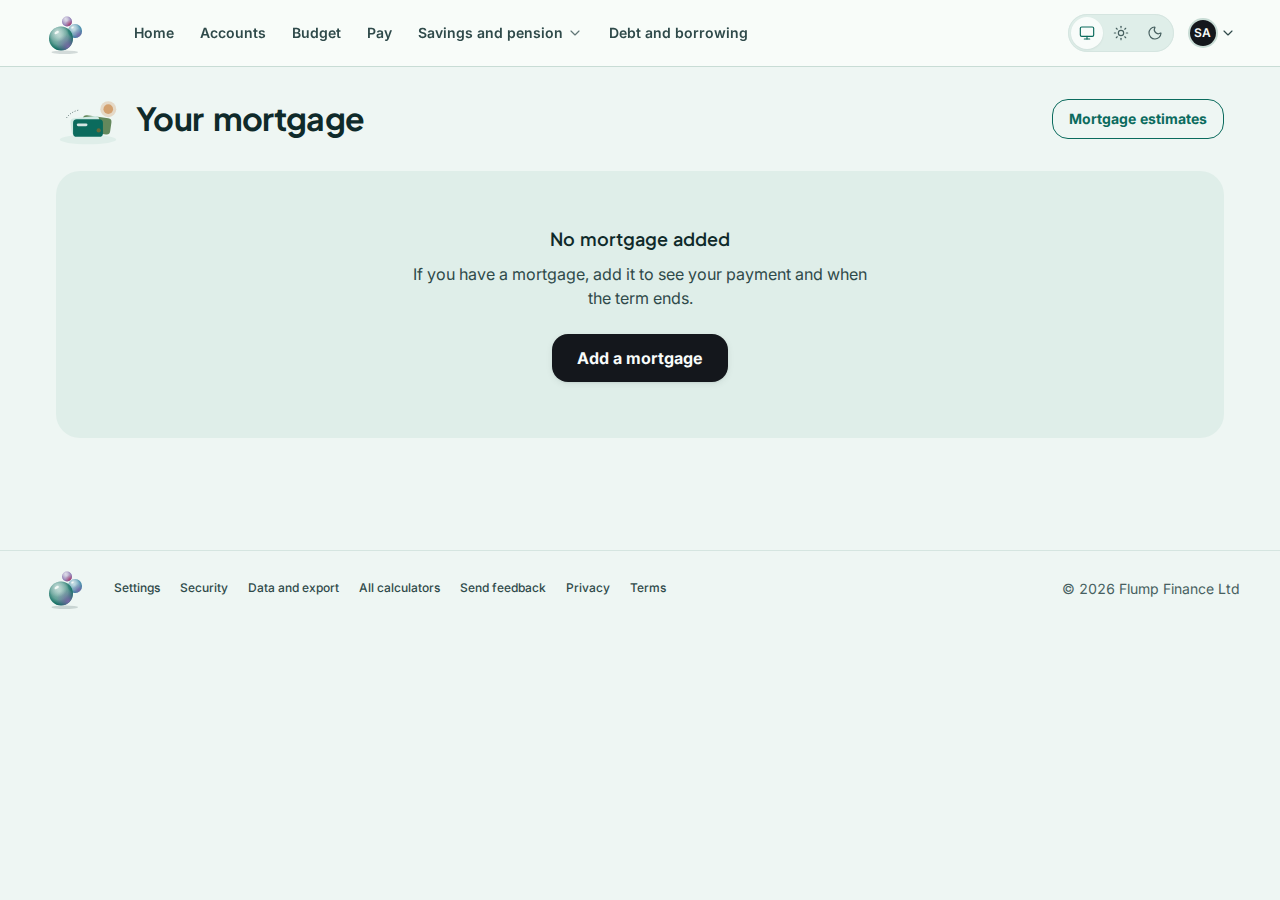 Home Accounts Budget Pay Savings and pension Debt and borrowing SA
Your mortgage
Mortgage estimates
No mortgage added
If you have a mortgage, add it to see your payment and when
the term ends.
Add a mortgage
Settings Security Data and export All calculators Send feedback Privacy Terms © 2026 Flump Finance Ltd